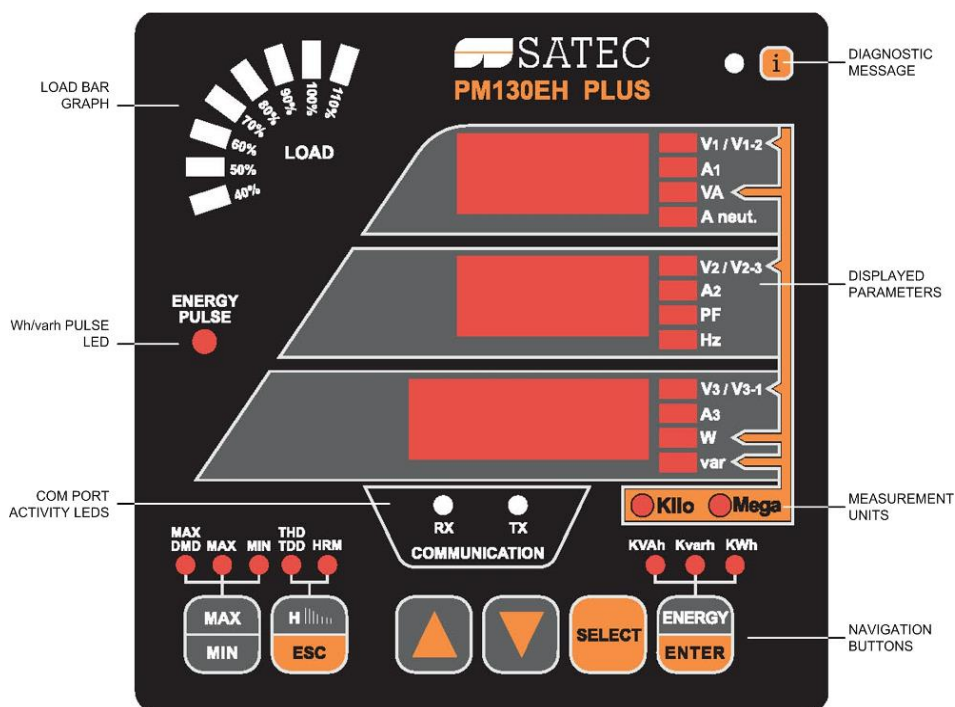 SATEC
PM130EH PLUS
i
DIAGNOSTIC
MESSAGE
LOAD BAR
GRAPH
40%
50%
60%
70%
80%
90%
100%
110%
LOAD
V1 / V1-2
A1
VA
A neut.
V2 / V2-3
A2
PF
Hz
DISPLAYED
PARAMETERS
ENERGY
PULSE
Wh/varh PULSE
LED
V3 / V3-1
A3
W
var
COM PORT
ACTIVITY LEDS
RX
TX
COMMUNICATION
Kilo
Mega
MEASUREMENT
UNITS
MAX
DMD
MAX
MIN
THD
TDD
HRM
KVAh
Kvarh
KWh
MAX
MIN
H
ESC
SELECT
ENERGY
ENTER
NAVIGATION
BUTTONS